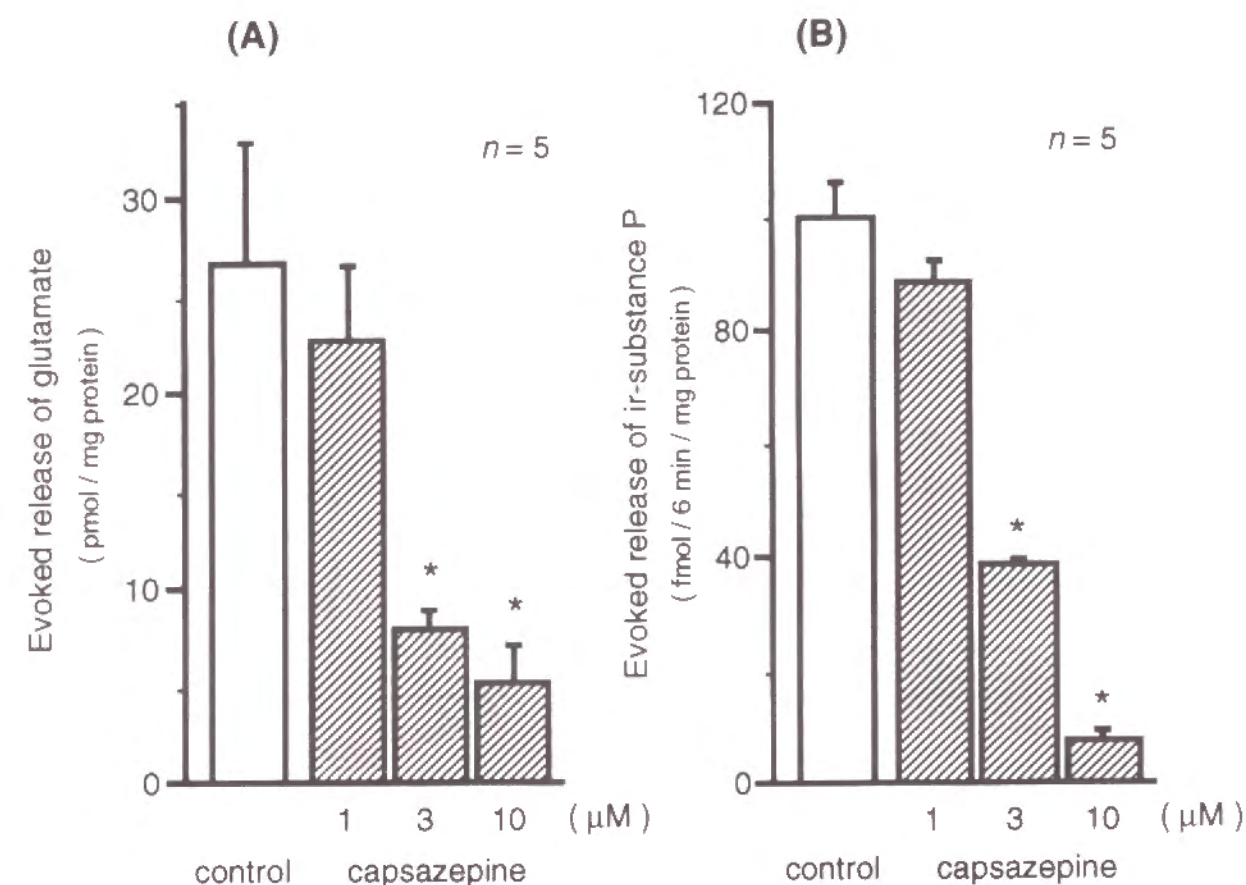 (A)
Evoked release of glutamate
( pmol / mg protein )
30
20
10
0
n = 5
*
*
1 3 10 ( μM )
control capsazepine
(B)
Evoked release of ir-substance P
( fmol / 6 min / mg protein )
120
80
40
0
n = 5
*
*
1 3 10 ( μM )
control capsazepine